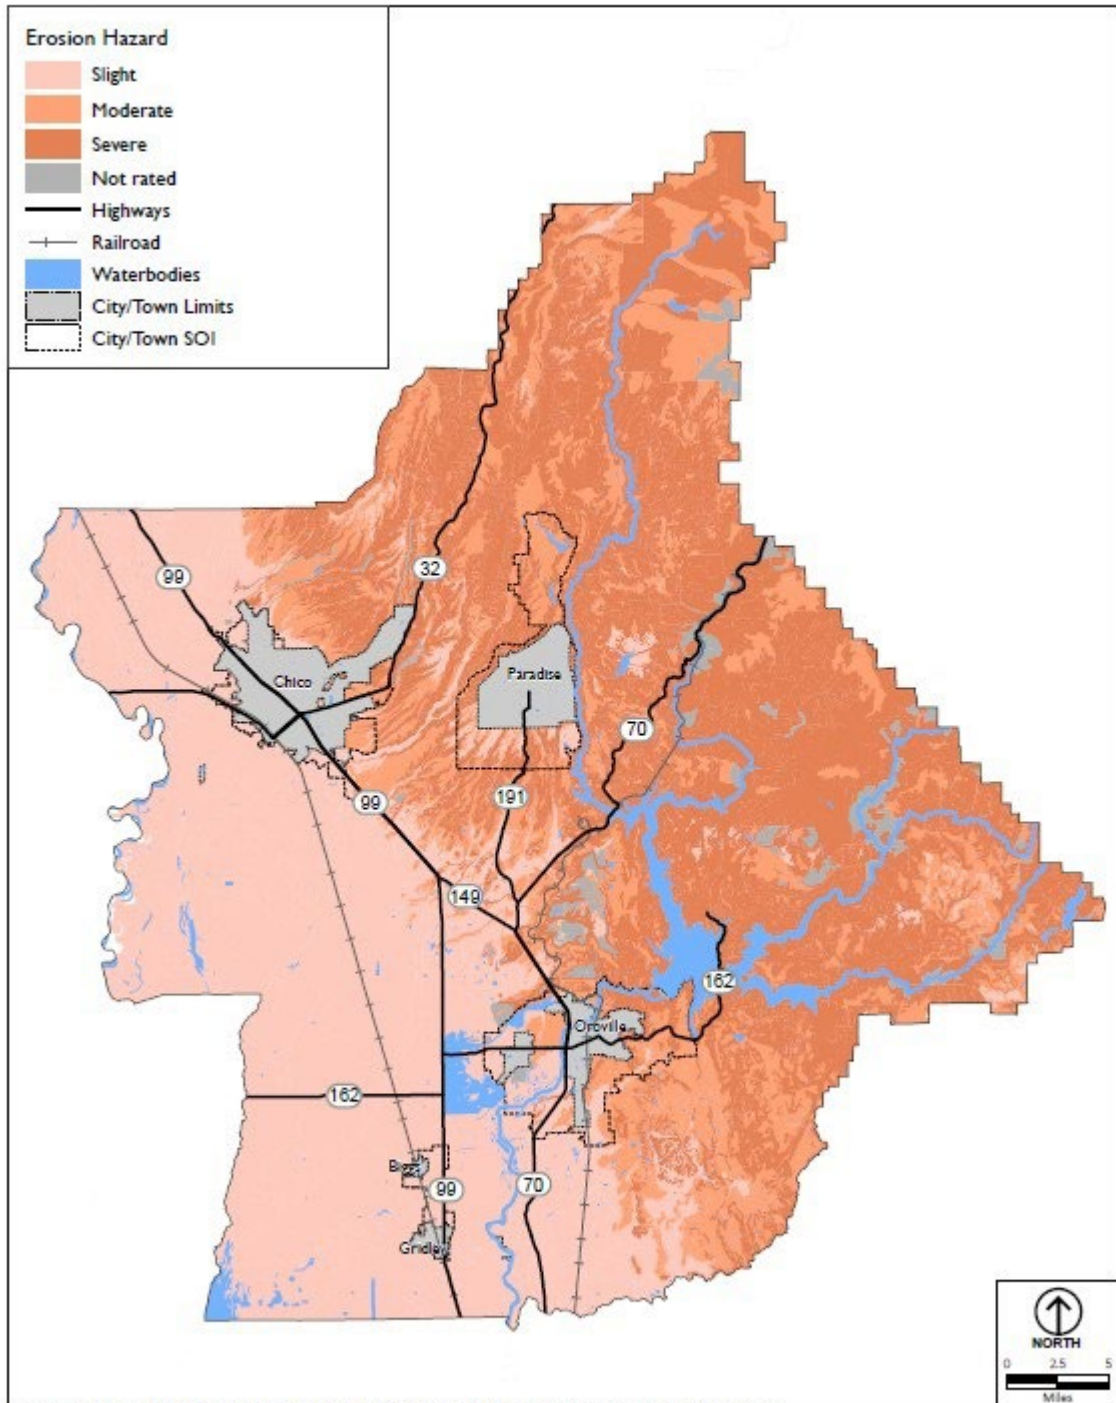 Erosion Hazard
Slight
Moderate
Severe
Not rated
Highways
Railroad
Waterbodies
City/Town Limits
City/Town SOI
32
99
Chico
Paradise
70
191
99
149
162
Oroville
162
Biggs
99
70
Gridley
NORTH
0 2.5 5
Miles